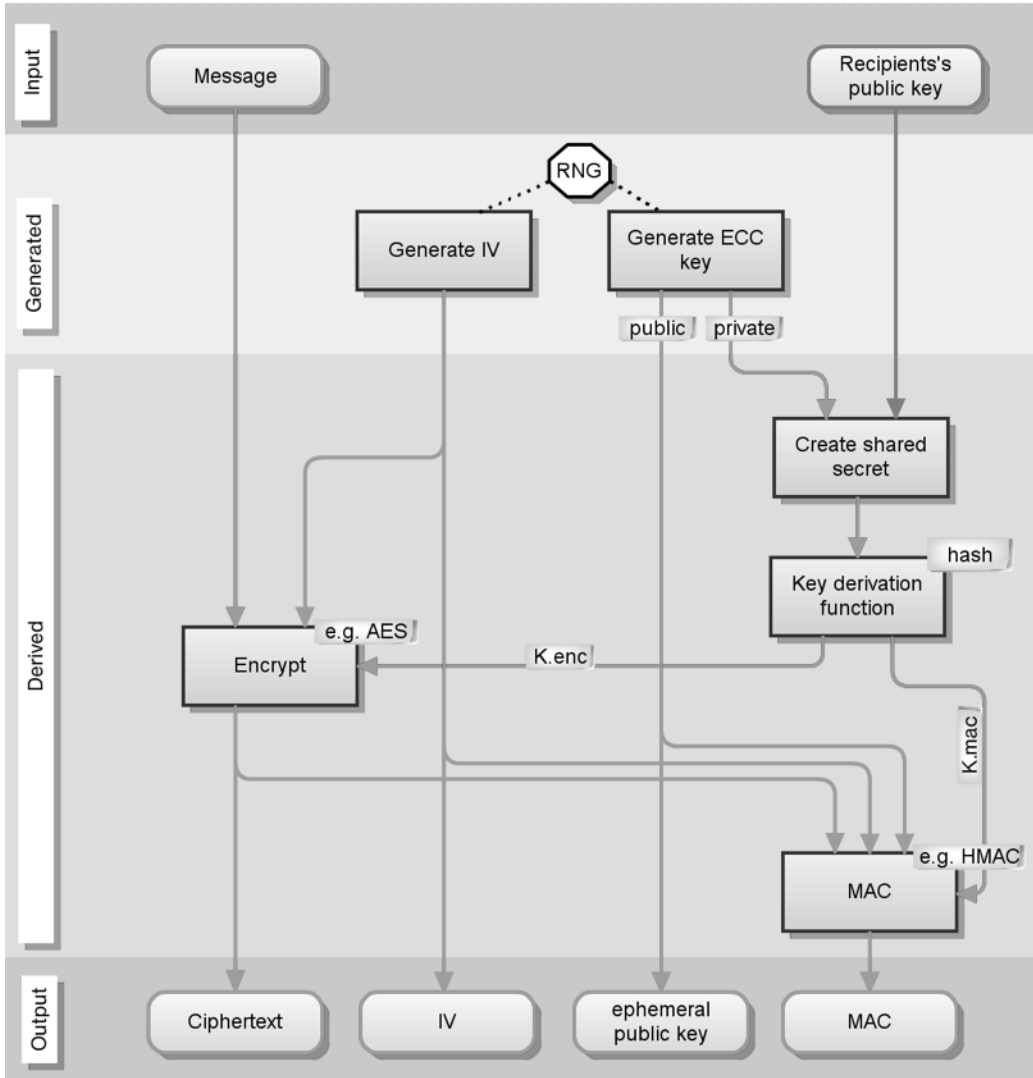 Input
Message
Recipients's
public key
RNG
Generated
Generate IV
Generate ECC
key
public
private
Create shared
secret
hash
Key derivation
function
Derived
e.g. AES
Encrypt
K.enc
K.mac
e.g. HMAC
MAC
Output
Ciphertext
IV
ephemeral
public key
MAC